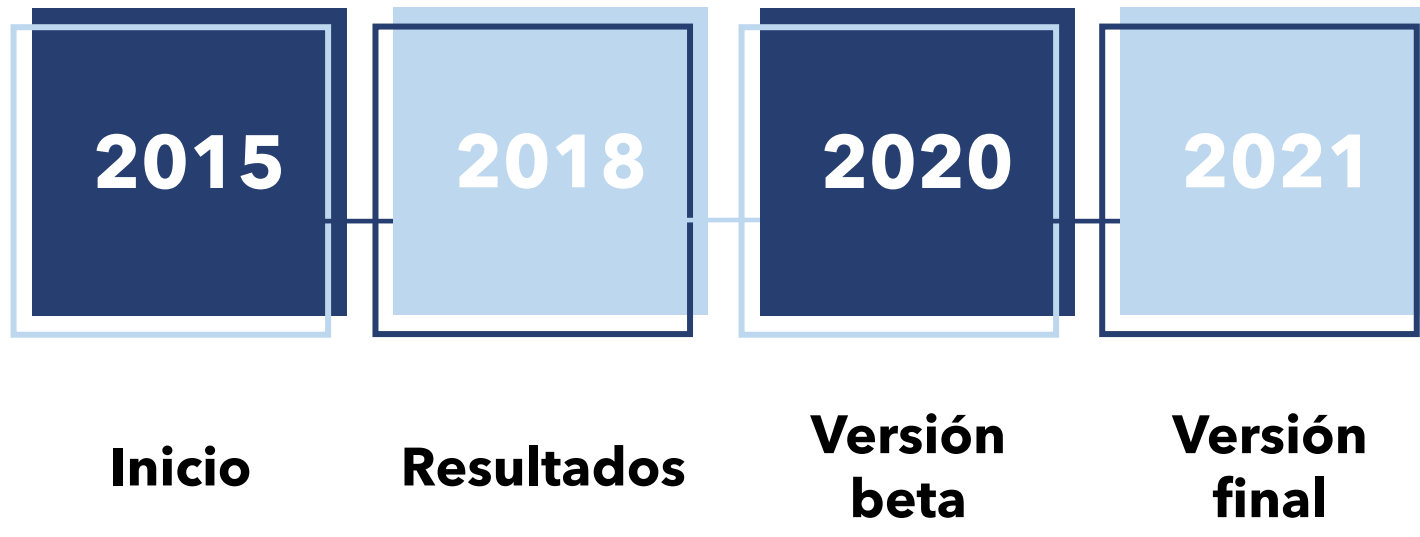 2015
2018
2020
2021
Inicio
Resultados
Versión
beta
Versión
final